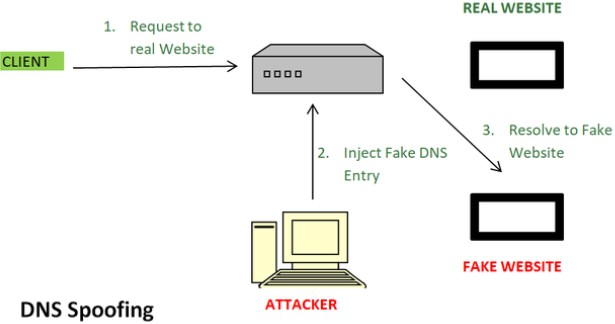 REAL WEBSITE
1. Request to
real Website
CLIENT
3. Resolve to Fake
Website
2. Inject Fake DNS
Entry
FAKE WEBSITE
ATTACKER
DNS Spoofing